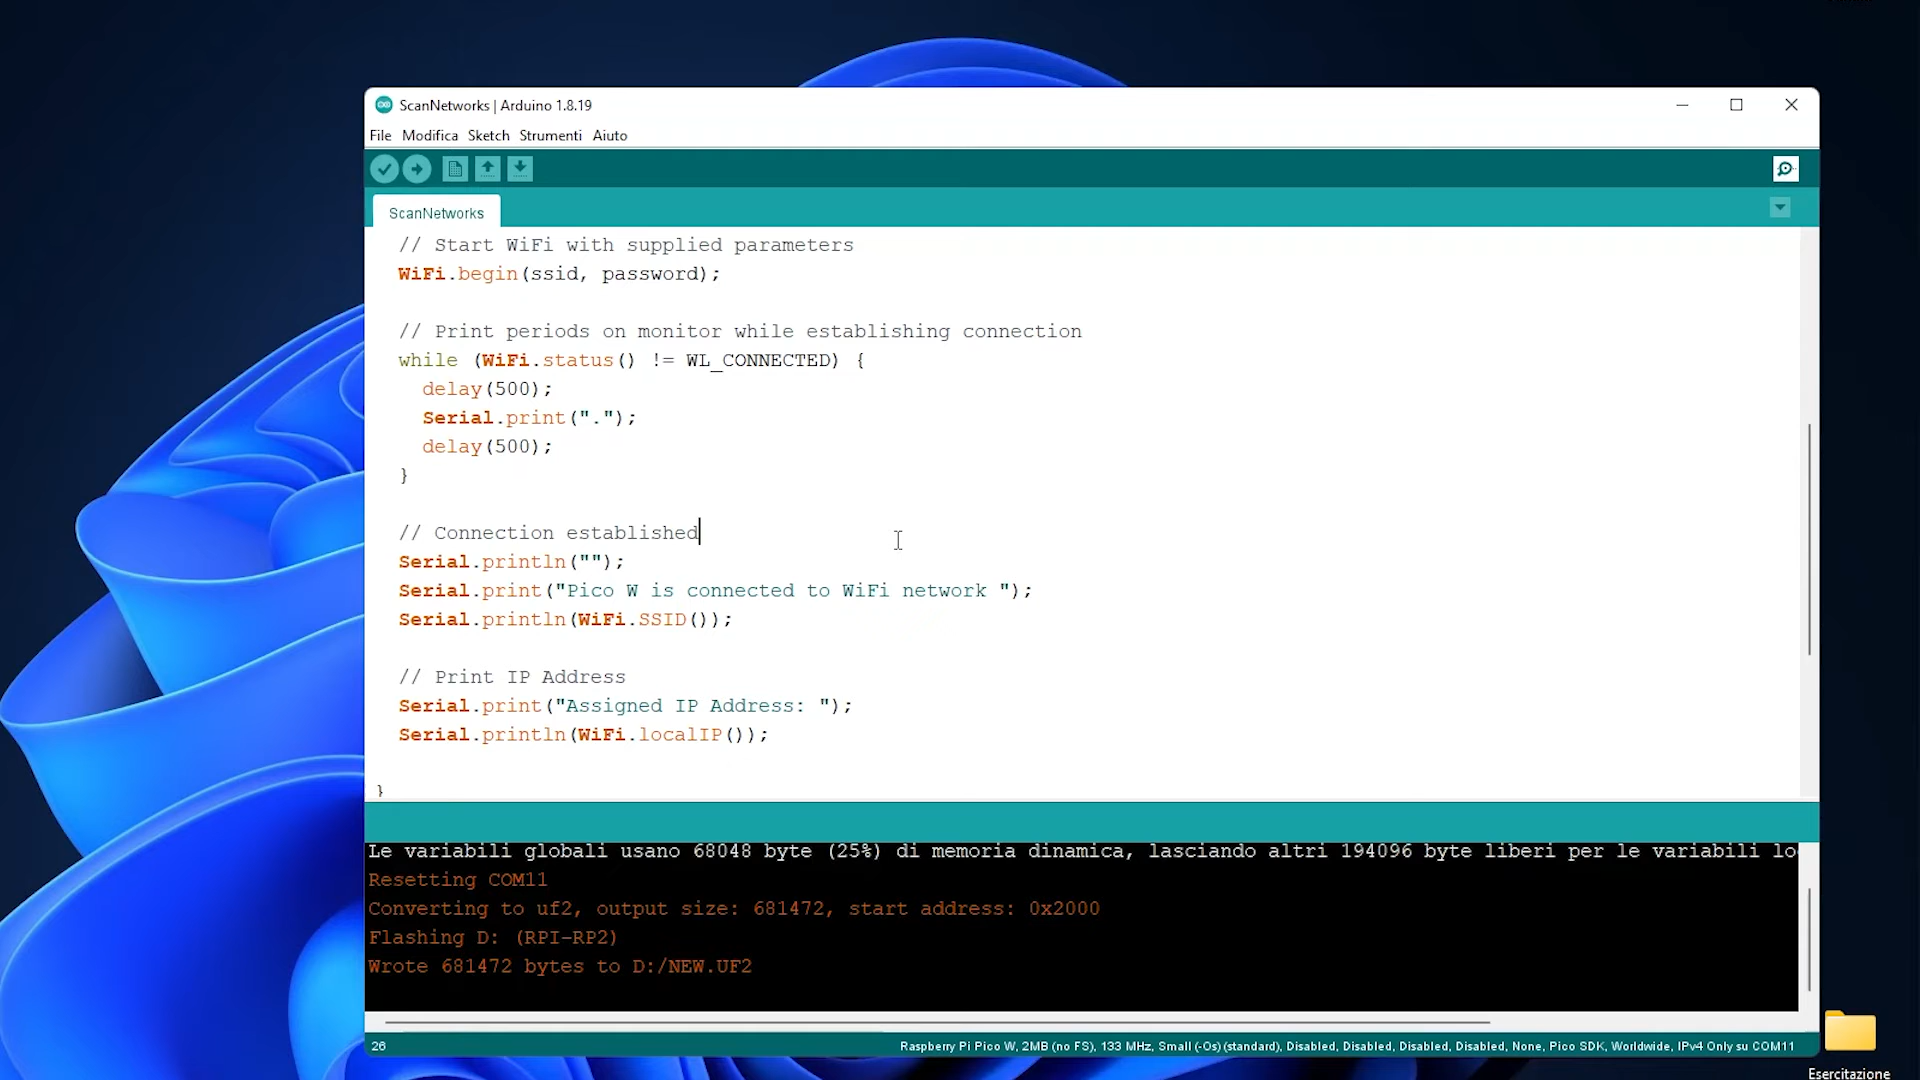 ScanNetworks | Arduino 1.8.19
File Modifica Sketch Strumenti Aiuto
ScanNetworks
// Start WiFi with supplied parameters
WiFi.begin(ssid, password);
// Print periods on monitor while establishing connection
while (WiFi.status() != WL_CONNECTED) {
delay(500);
Serial.print(".");
delay(500);
}
// Connection established
Serial.println("");
Serial.print("Pico W is connected to WiFi network ");
Serial.println(WiFi.SSID());
// Print IP Address
Serial.print("Assigned IP Address: ");
Serial.println(WiFi.localIP());
}
Le variabili globali usano 68048 byte (25%) di memoria dinamica, lasciando altri 194096 byte liberi per le variabili lo
Resetting COM11
Converting to uf2, output size: 681472, start address: 0x2000
Flashing D: (RPI-RP2)
Wrote 681472 bytes to D:/NEW.UF2
26
Raspberry Pi Pico W, 2MB (no FS), 133 MHz, Small (-Os) (standard), Disabled, Disabled, Disabled, Disabled, None, Pico SDK, Worldwide, IPv4 Only su COM11
Esercitazione